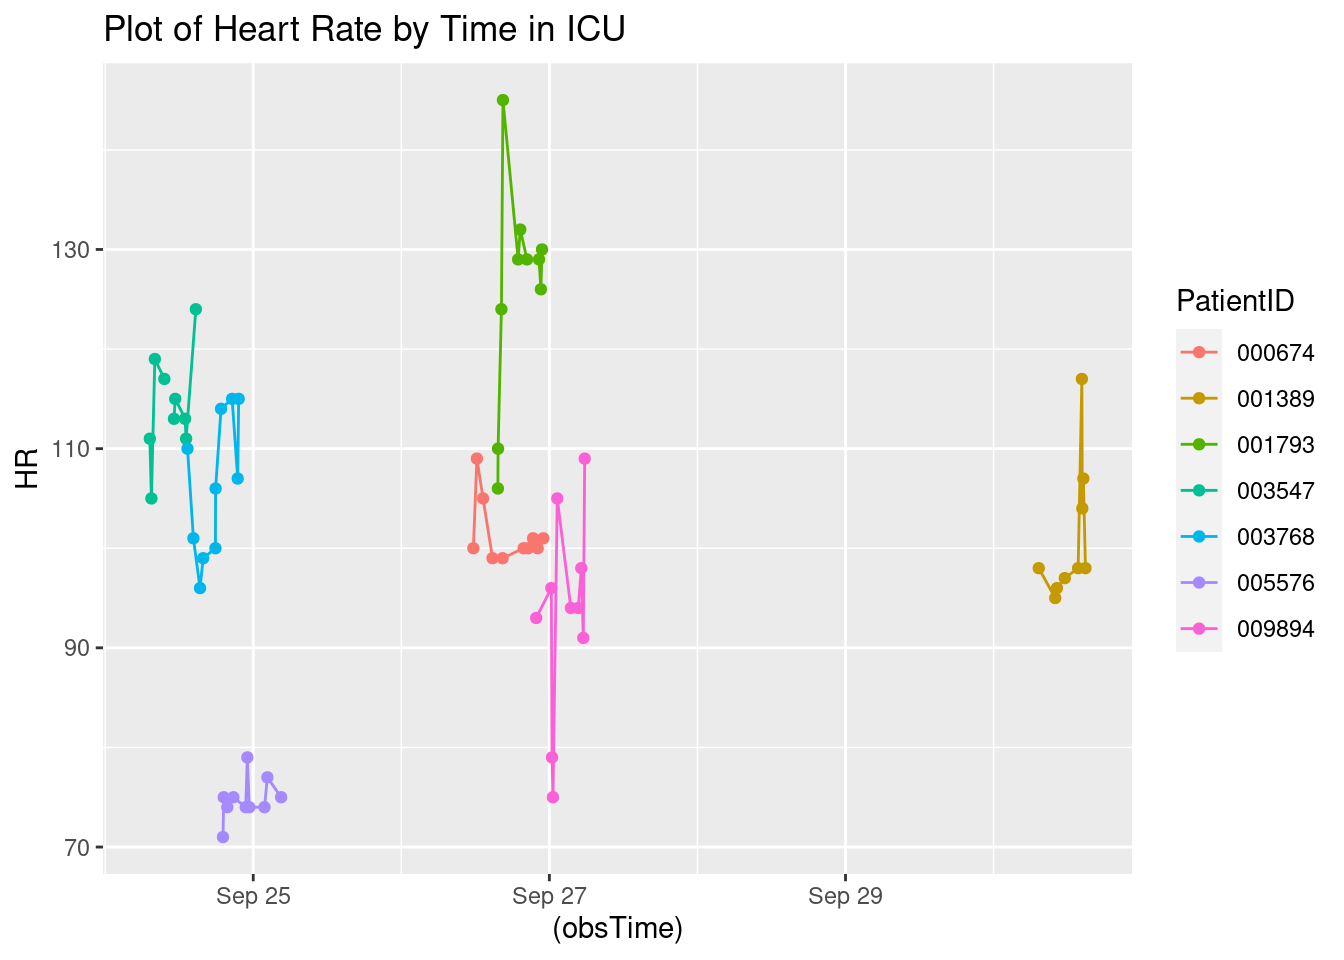 Plot of Heart Rate by Time in ICU
130
110
90
70
HR
Sep 25
Sep 27
Sep 29
(obsTime)
PatientID
000674
001389
001793
003547
003768
005576
009894